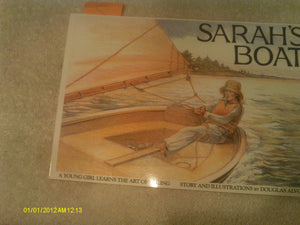 SARAH'S
BOAT
A YOUNG GIRL LEARNS THE ART OF
STORY AND ILLUSTRATIONS BY DOUGLAS
01/01/2012 AM 12:13